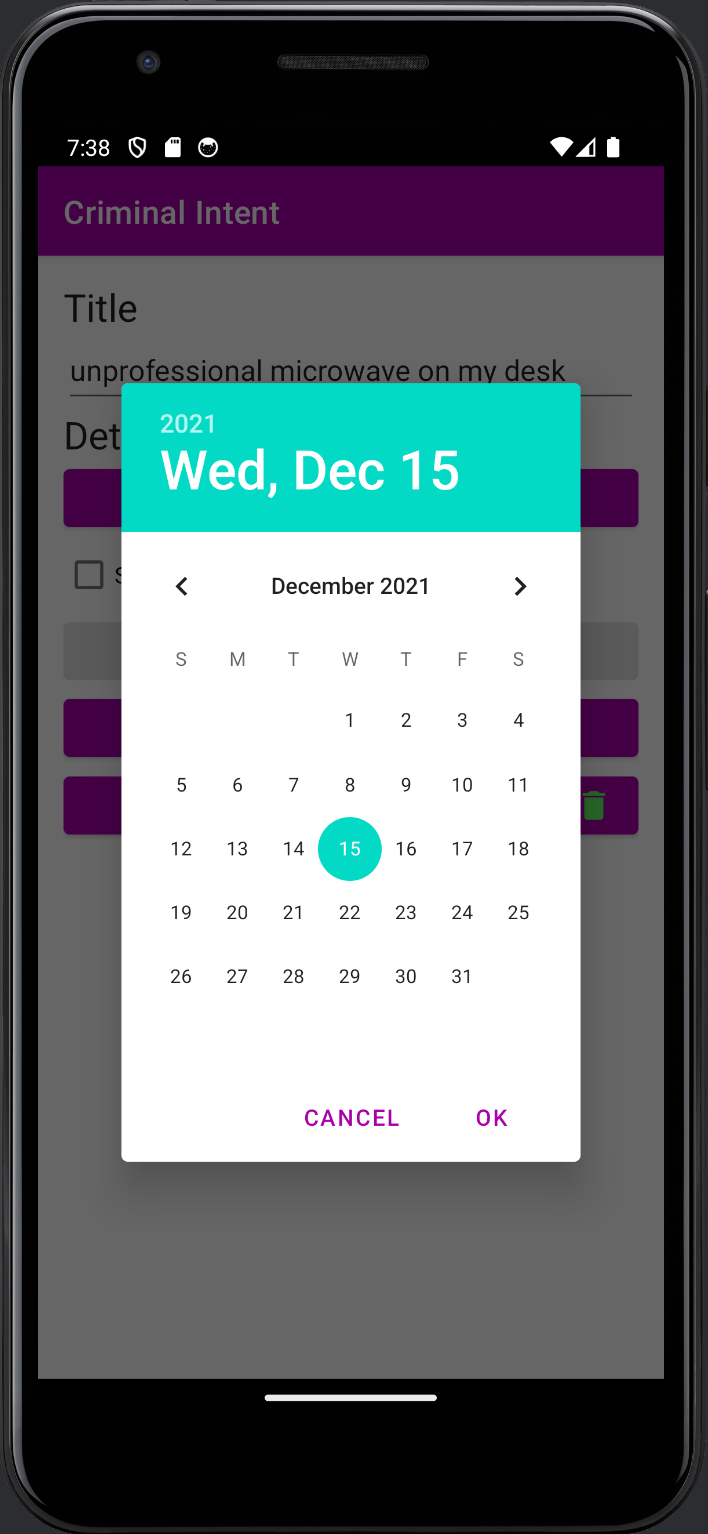 7:38
Criminal Intent
Title
unprofessional microwave on my desk
Det
2021
Wed, Dec 15
December 2021
S M T W T F S
1 2 3 4
5 6 7 8 9 10 11
12 13 14 15 16 17 18
19 20 21 22 23 24 25
26 27 28 29 30 31
CANCEL OK